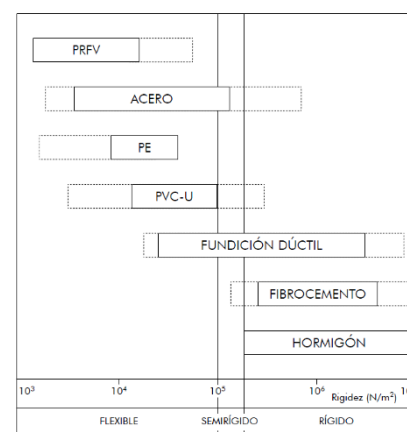 PRFV
ACERO
PE
PVC-U
FUNDICIÓN DÚCTIL
FIBROCEMENTO
HORMIGÓN
10³ 10⁴ 10⁵ 10⁶ Rigidez (N/m²)
FLEXIBLE SEMIRÍGIDO RÍGIDO